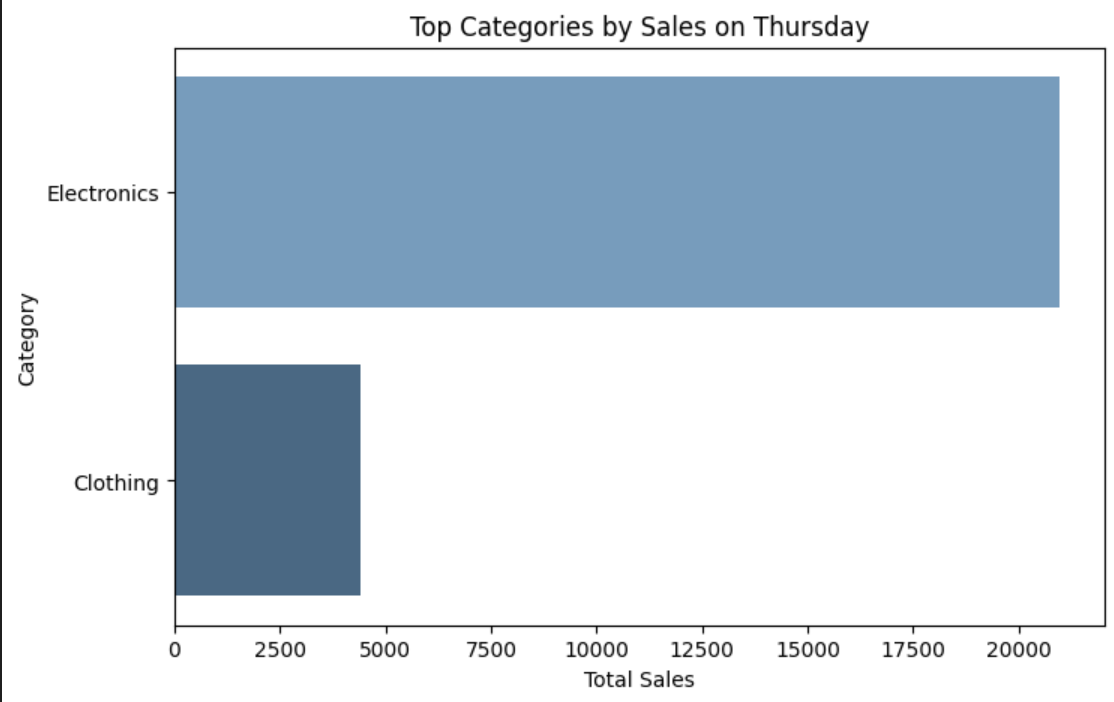 Top Categories by Sales on Thursday
Electronics
Category
Clothing
0 2500 5000 7500 10000 12500 15000 17500 20000
Total Sales